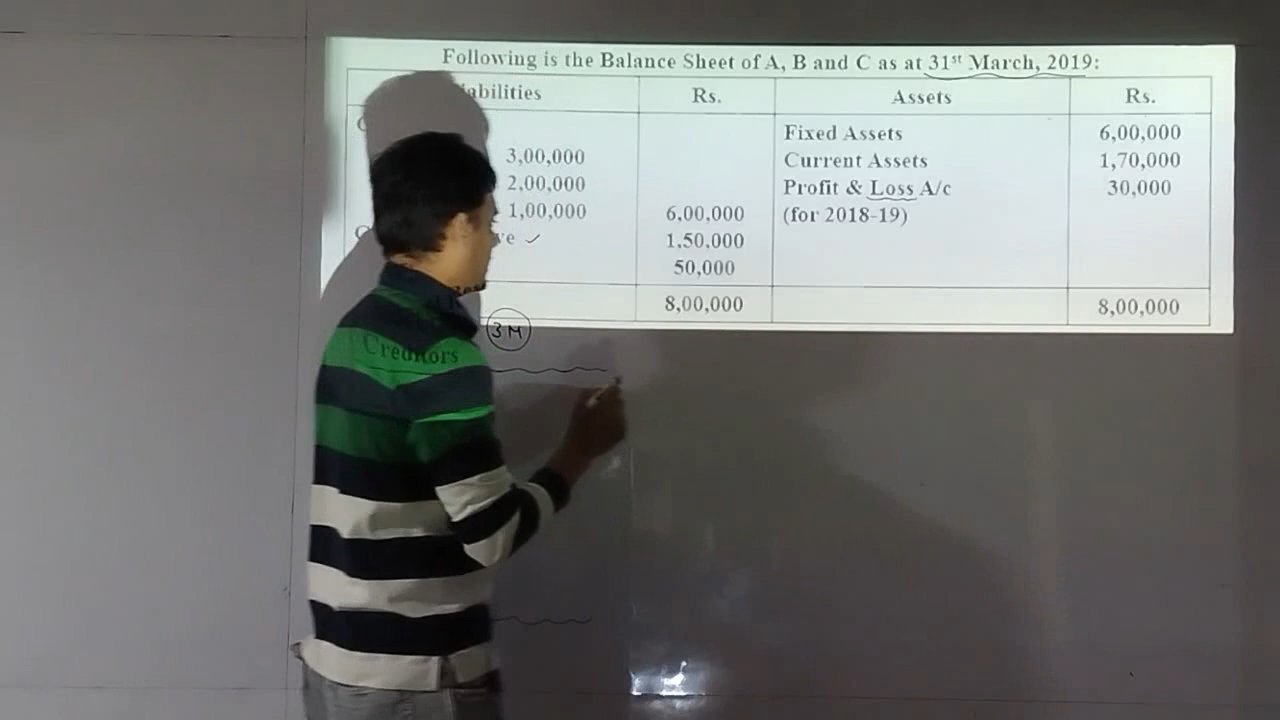 Following is the Balance Sheet of A, B and C as at 31st March, 2019:
abilities Rs. Assets Rs.
Fixed Assets 6,00,000
3,00,000 Current Assets 1,70,000
2,00,000 Profit & Loss A/c 30,000
1,00,000 6,00,000 (for 2018-19)
ve ✓ 1,50,000
50,000
8,00,000 8,00,000
3M
Creditors